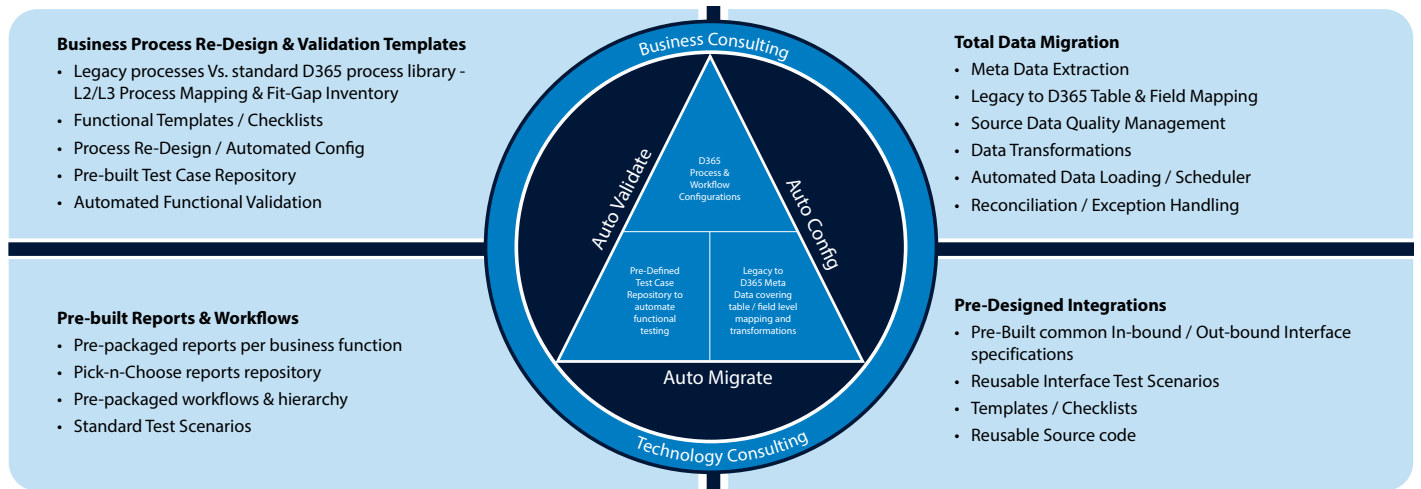 Business Process Re-Design & Validation Templates
• Legacy processes Vs. standard D365 process library -
L2/L3 Process Mapping & Fit-Gap Inventory
• Functional Templates / Checklists
• Process Re-Design / Automated Config
• Pre-built Test Case Repository
• Automated Functional Validation
Business Consulting
Auto Validate
D365
Process &
Workflow
Configurations
Auto Config
Pre-Defined
Test Case
Repository to
automate
functional
testing
Legacy to
D365 Meta
Data covering
table / field level
mapping and
transformations
Auto Migrate
Technology Consulting
Total Data Migration
• Meta Data Extraction
• Legacy to D365 Table & Field Mapping
• Source Data Quality Management
• Data Transformations
• Automated Data Loading / Scheduler
• Reconciliation / Exception Handling
Pre-built Reports & Workflows
• Pre-packaged reports per business function
• Pick-n-Choose reports repository
• Pre-packaged workflows & hierarchy
• Standard Test Scenarios
Pre-Designed Integrations
• Pre-Built common In-bound / Out-bound Interface
specifications
• Reusable Interface Test Scenarios
• Templates / Checklists
• Reusable Source code